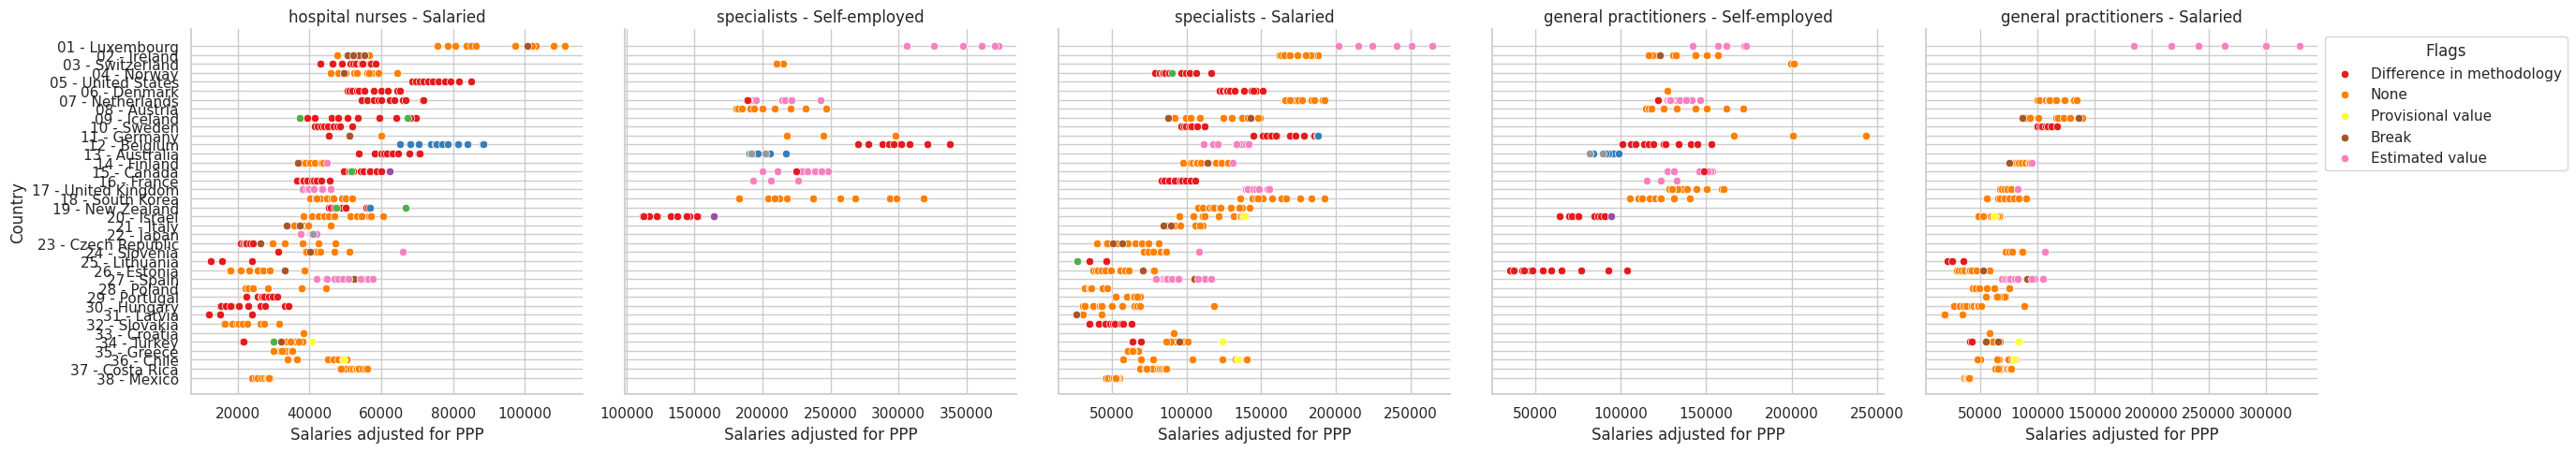 hospital nurses - Salaried
specialists - Self-employed
specialists - Salaried
general practitioners - Self-employed
general practitioners - Salaried
Country
01 - Luxembourg
02 - Ireland
03 - Switzerland
04 - Norway
05 - United States
06 - Denmark
07 - Netherlands
08 - Austria
09 - Iceland
10 - Sweden
11 - Germany
12 - Belgium
13 - Australia
14 - Finland
15 - Canada
16 - France
17 - United Kingdom
18 - South Korea
19 - New Zealand
20 - Israel
21 - Italy
22 - Japan
23 - Czech Republic
24 - Slovenia
25 - Lithuania
26 - Estonia
27 - Spain
28 - Poland
29 - Portugal
30 - Hungary
31 - Latvia
32 - Slovakia
33 - Croatia
34 - Turkey
35 - Greece
36 - Chile
37 - Costa Rica
38 - Mexico
20000 40000 60000 80000 100000
Salaries adjusted for PPP
100000 150000 200000 250000 300000 350000
Salaries adjusted for PPP
50000 100000 150000 200000 250000
Salaries adjusted for PPP
50000 100000 150000 200000 250000
Salaries adjusted for PPP
50000 100000 150000 200000 250000 300000
Salaries adjusted for PPP
Flags
Difference in methodology
None
Provisional value
Break
Estimated value